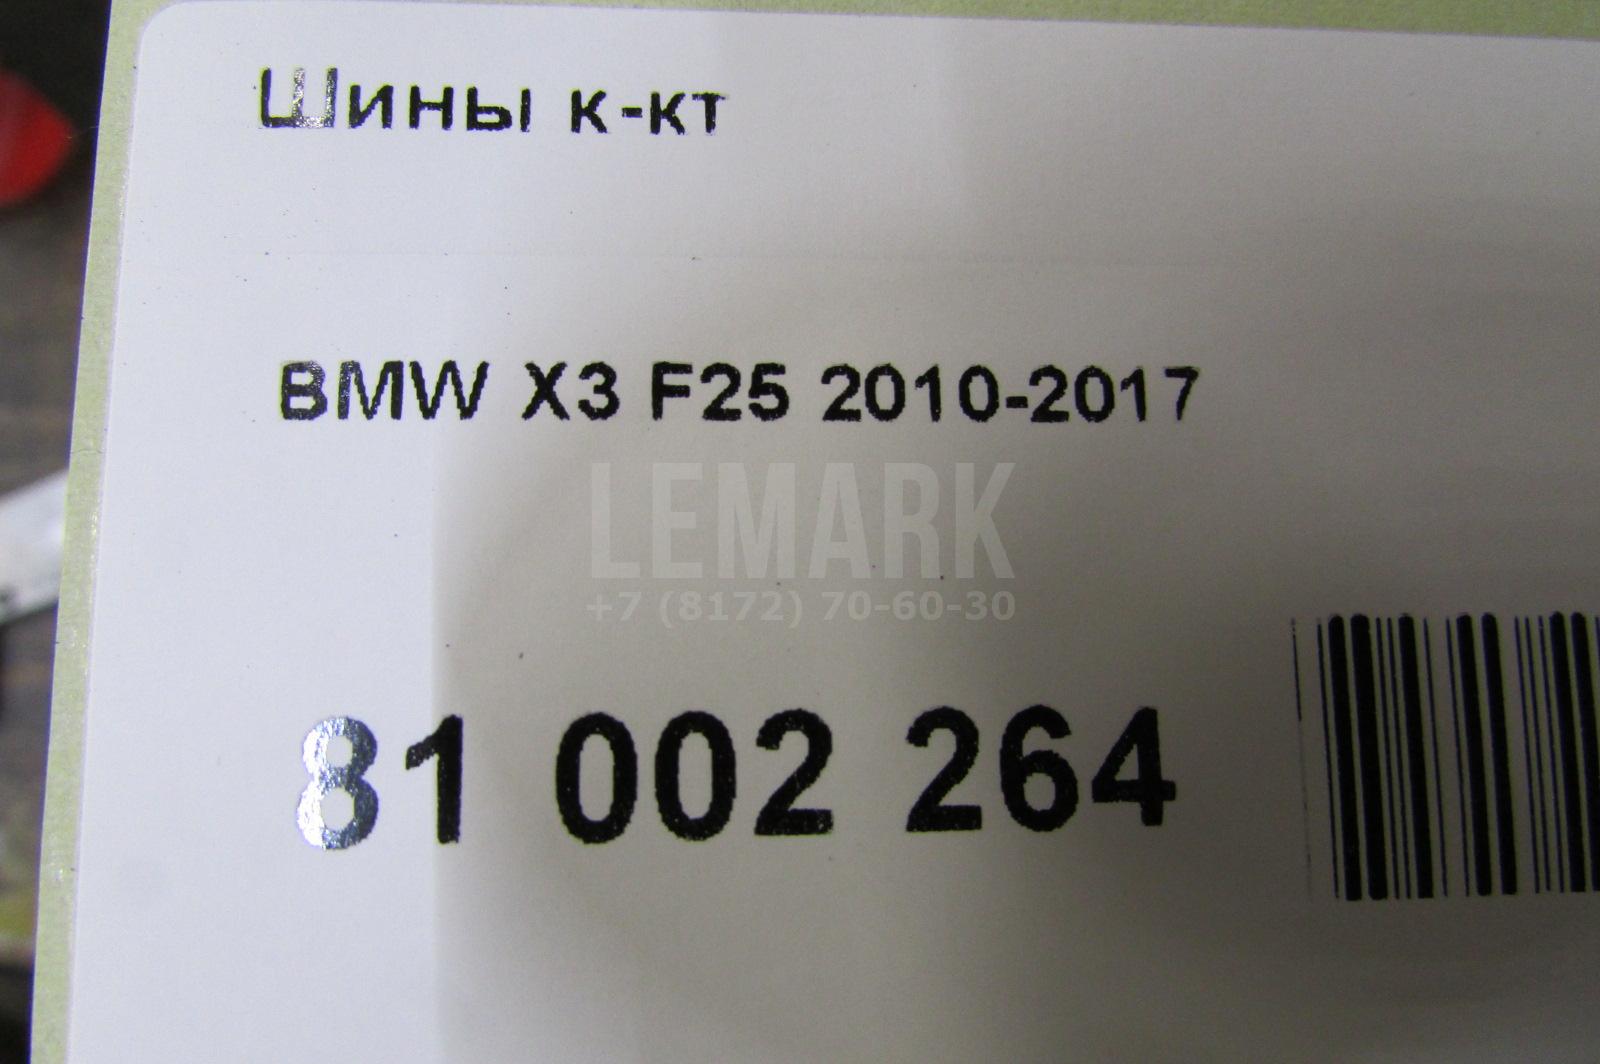 Шины к-кт
BMW X3 F25 2010-2017
LEMARK
+7 (8172) 70-60-30
81 002 264